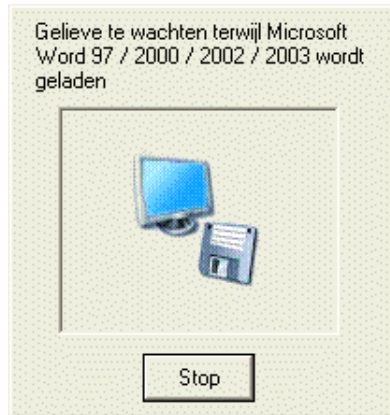 Gelieve te wachten terwijl Microsoft
Word 97 / 2000 / 2002 / 2003 wordt
geladen
Stop